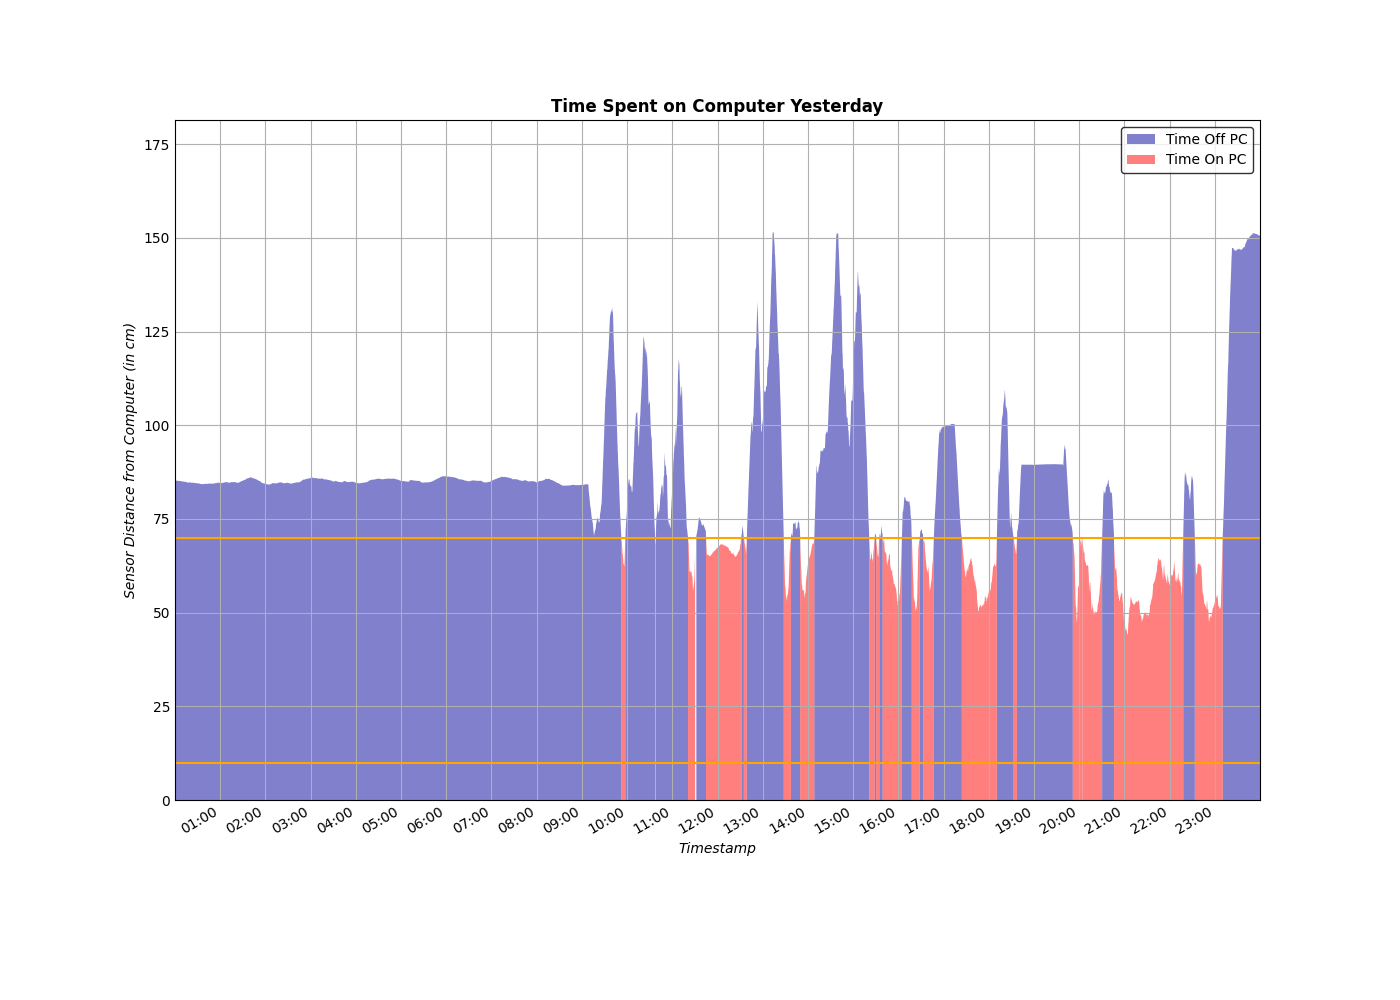 Time Spent on Computer Yesterday
Time Off PC
Time On PC
175
150
125
100
75
50
25
0
Sensor Distance from Computer (in cm)
01:00 02:00 03:00 04:00 05:00 06:00 07:00 08:00 09:00 10:00 11:00 12:00 13:00 14:00 15:00 16:00 17:00 18:00 19:00 20:00 21:00 22:00 23:00
Timestamp